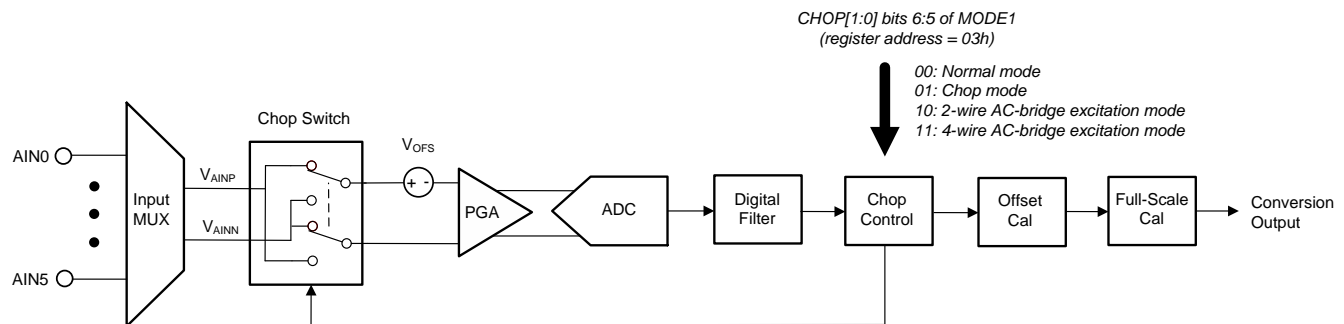 CHOP[1:0] bits 6:5 of MODE1
(register address = 03h)
00: Normal mode
01: Chop mode
10: 2-wire AC-bridge excitation mode
11: 4-wire AC-bridge excitation mode
Chop Switch
AIN0
AIN5
Input
MUX
VAINP
VAINN
VOFS
+ -
PGA
ADC
Digital
Filter
Chop
Control
Offset
Cal
Full-Scale
Cal
Conversion
Output